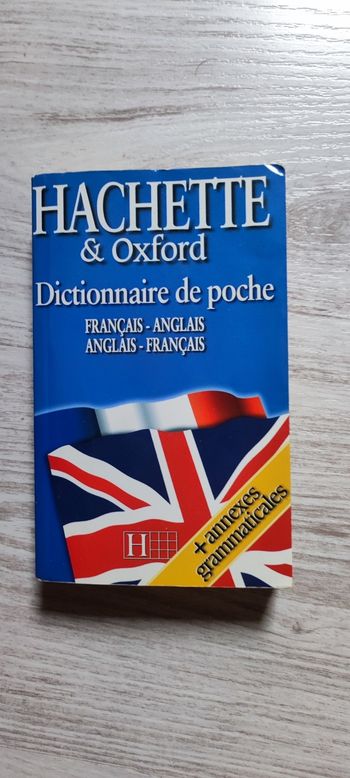 HACHETTE
& Oxford
Dictionnaire de poche
FRANÇAIS - ANGLAIS
ANGLAIS - FRANÇAIS
+ annexes
grammaticales
H